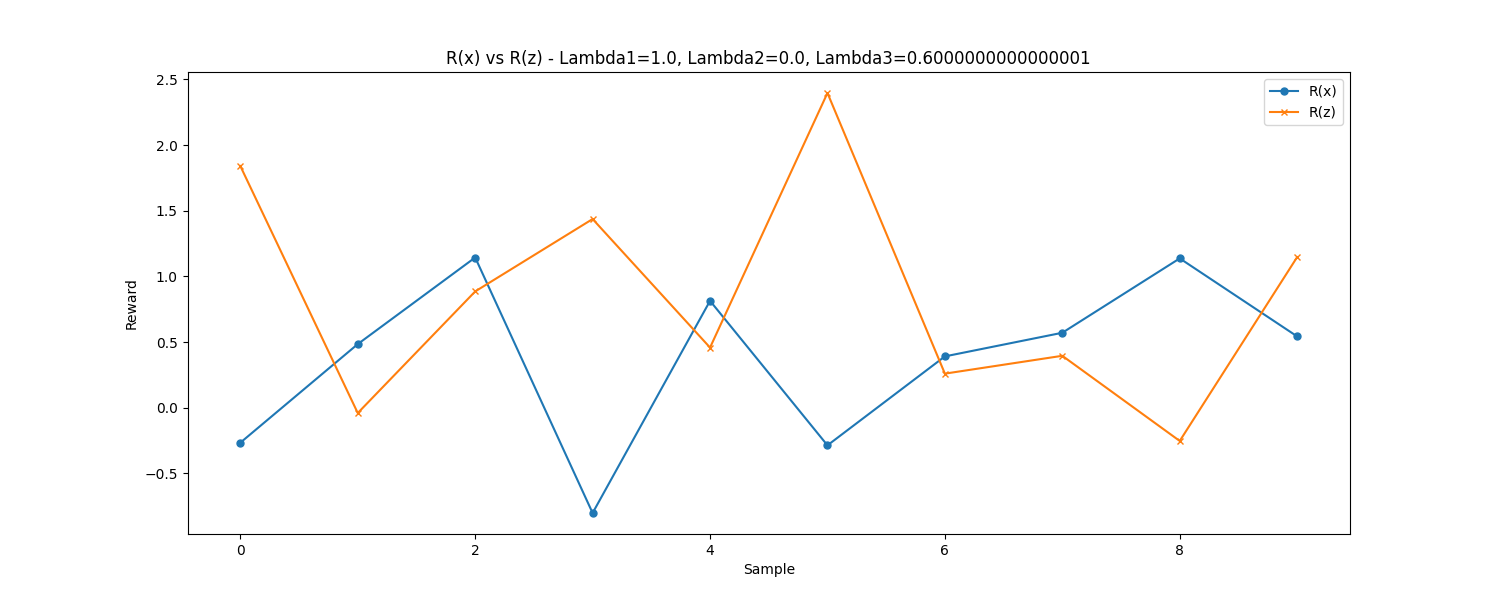 R(x) vs R(z) - Lambda1=1.0, Lambda2=0.0, Lambda3=0.6000000000000001
R(x)
R(z)
2.5
2.0
1.5
1.0
0.5
0.0
−0.5
Reward
0 2 4 6 8
Sample